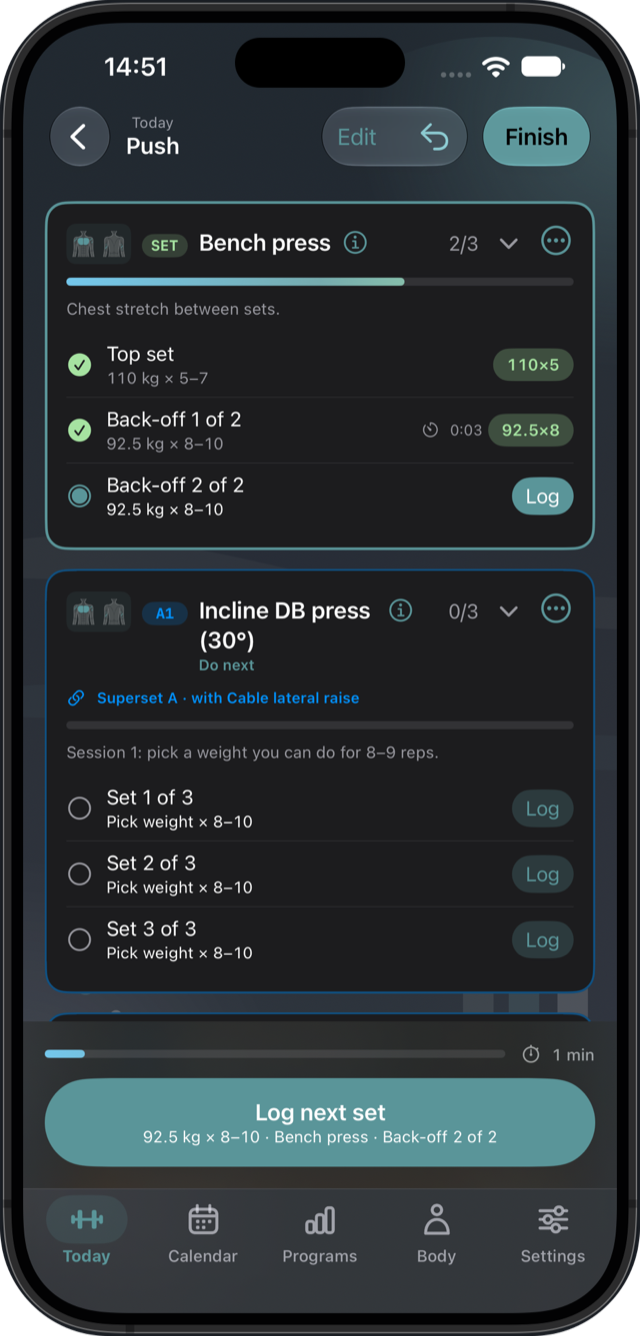 14:51
Today
Push
Edit
Finish
SET Bench press 2/3
Chest stretch between sets.
Top set
110 kg × 5–7
110×5
Back-off 1 of 2
92.5 kg × 8–10
0:03 92.5×8
Back-off 2 of 2
92.5 kg × 8–10
Log
A1 Incline DB press (30°) 0/3
Do next
Superset A · with Cable lateral raise
Session 1: pick a weight you can do for 8–9 reps.
Set 1 of 3
Pick weight × 8–10
Log
Set 2 of 3
Pick weight × 8–10
Log
Set 3 of 3
Pick weight × 8–10
Log
1 min
Log next set
92.5 kg × 8–10 · Bench press · Back-off 2 of 2
Today Calendar Programs Body Settings